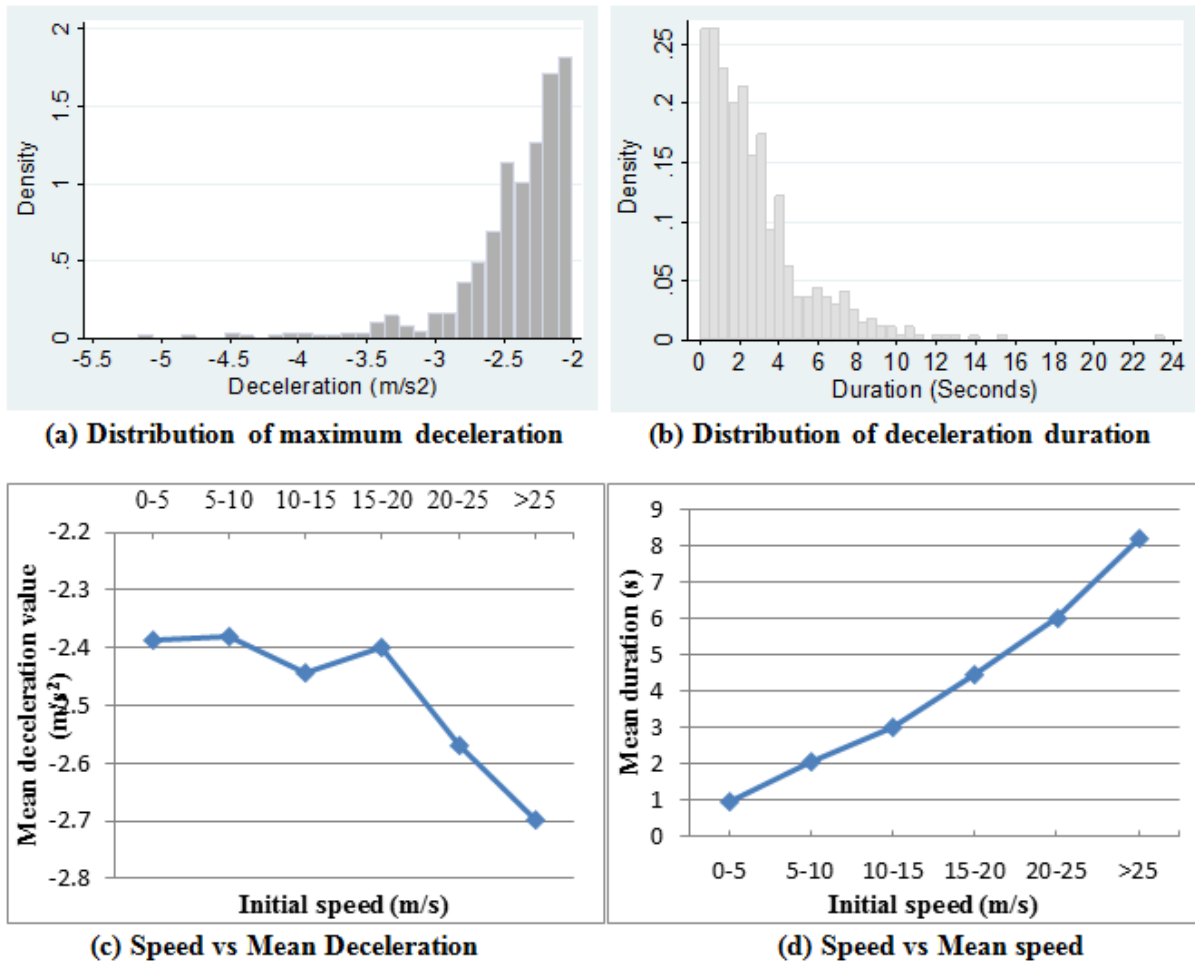 2
1.5
1
.5
0
Density
-5.5 -5 -4.5 -4 -3.5 -3 -2.5 -2
Deceleration (m/s2)
(a) Distribution of maximum deceleration
.25
.2
.15
.1
.05
0
Density
0 2 4 6 8 10 12 14 16 18 20 22 24
Duration (Seconds)
(b) Distribution of deceleration duration
0-5 5-10 10-15 15-20 20-25 >25
-2.2
-2.3
-2.4
-2.5
-2.6
-2.7
-2.8
Mean deceleration value
(m/s²)
Initial speed (m/s)
(c) Speed vs Mean Deceleration
9
8
7
6
5
4
3
2
1
0
Mean duration (s)
0-5 5-10 10-15 15-20 20-25 >25
Initial speed (m/s)
(d) Speed vs Mean speed